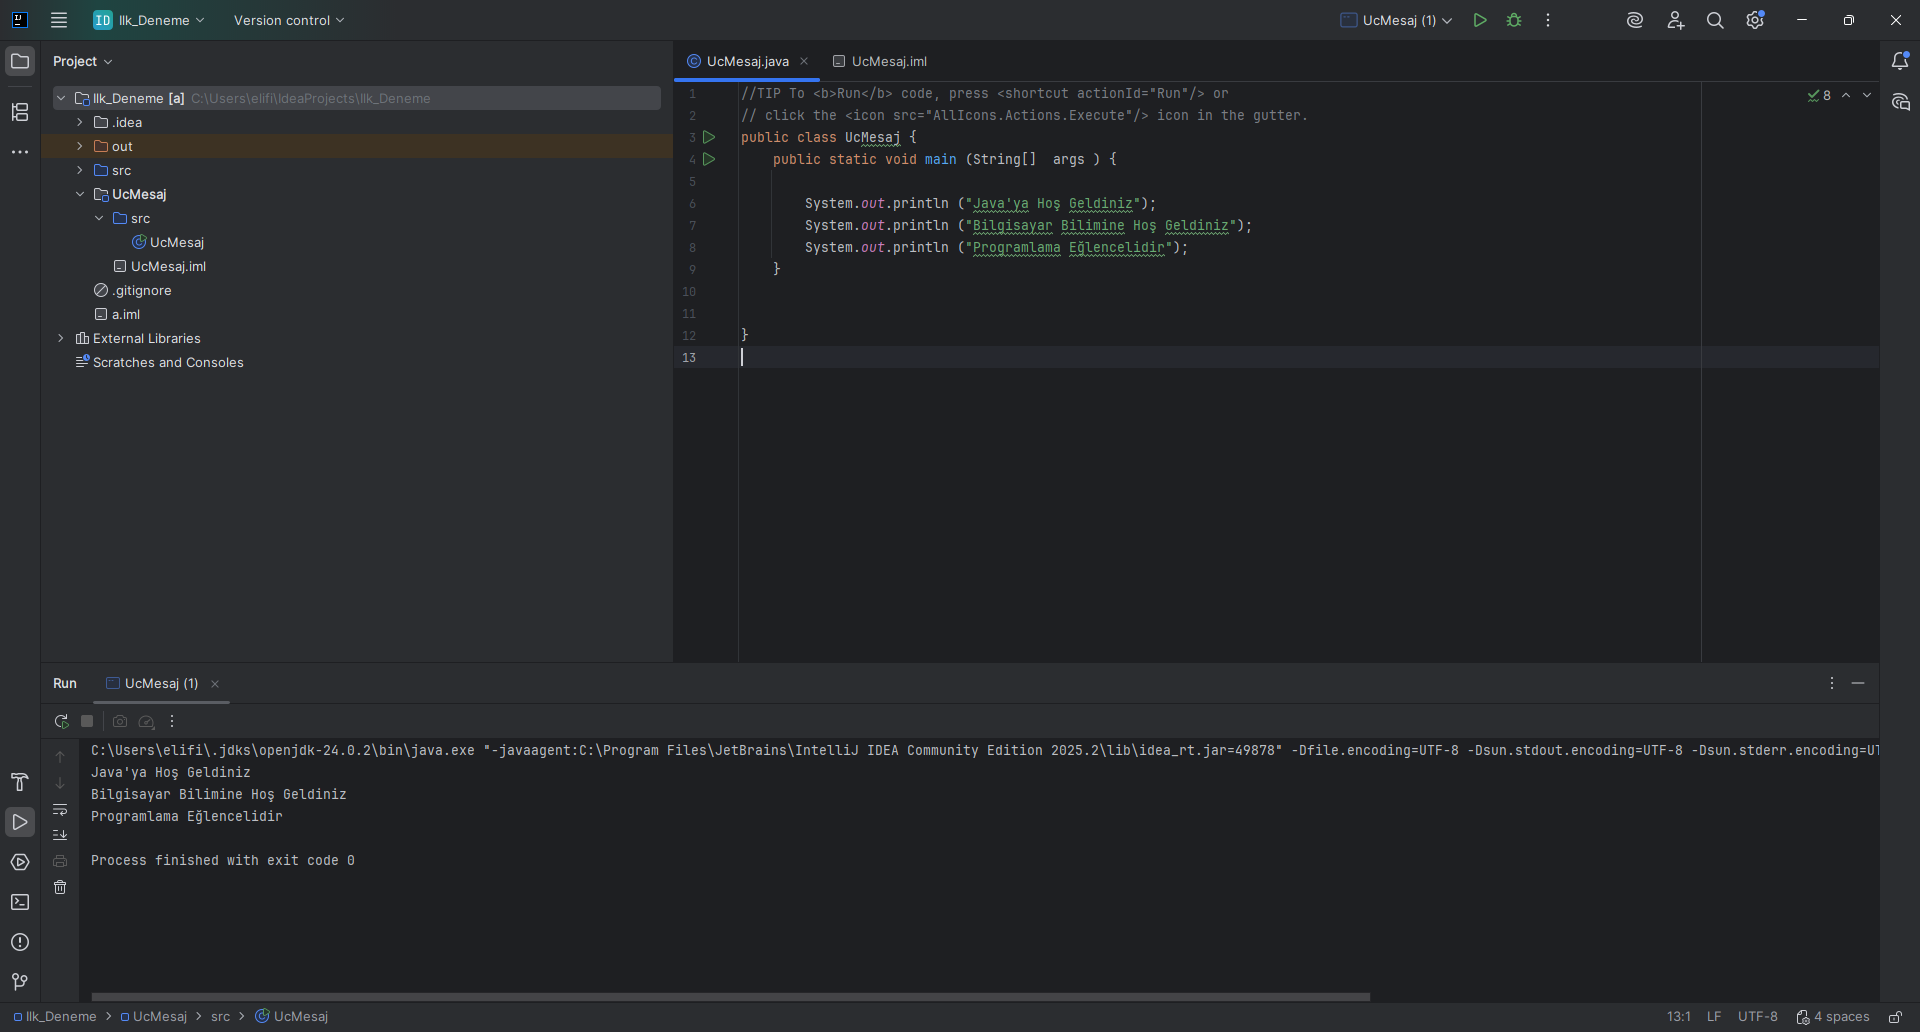 ID Ilk_Deneme Version control UcMesaj (1)
Project
Ilk_Deneme [a] C:\Users\elifi\IdeaProjects\Ilk_Deneme
.idea
out
src
UcMesaj
src
UcMesaj
UcMesaj.iml
.gitignore
a.iml
External Libraries
Scratches and Consoles
UcMesaj.java UcMesaj.iml
8
1 //TIP To <b>Run</b> code, press <shortcut actionId="Run"/> or
2 // click the <icon src="AllIcons.Actions.Execute"/> icon in the gutter.
3 public class UcMesaj {
4 public static void main (String[] args ) {
5
6 System.out.println ("Java'ya Hoş Geldiniz");
7 System.out.println ("Bilgisayar Bilimine Hoş Geldiniz");
8 System.out.println ("Programlama Eğlencelidir");
9 }
10
11
12 }
13
Run UcMesaj (1)
C:\Users\elifi\.jdks\openjdk-24.0.2\bin\java.exe "-javaagent:C:\Program Files\JetBrains\IntelliJ IDEA Community Edition 2025.2\lib\idea_rt.jar=49878" -Dfile.encoding=UTF-8 -Dsun.stdout.encoding=UTF-8 -Dsun.stderr.encoding=UT
Java'ya Hoş Geldiniz
Bilgisayar Bilimine Hoş Geldiniz
Programlama Eğlencelidir
Process finished with exit code 0
Ilk_Deneme UcMesaj src UcMesaj 13:1 LF UTF-8 4 spaces